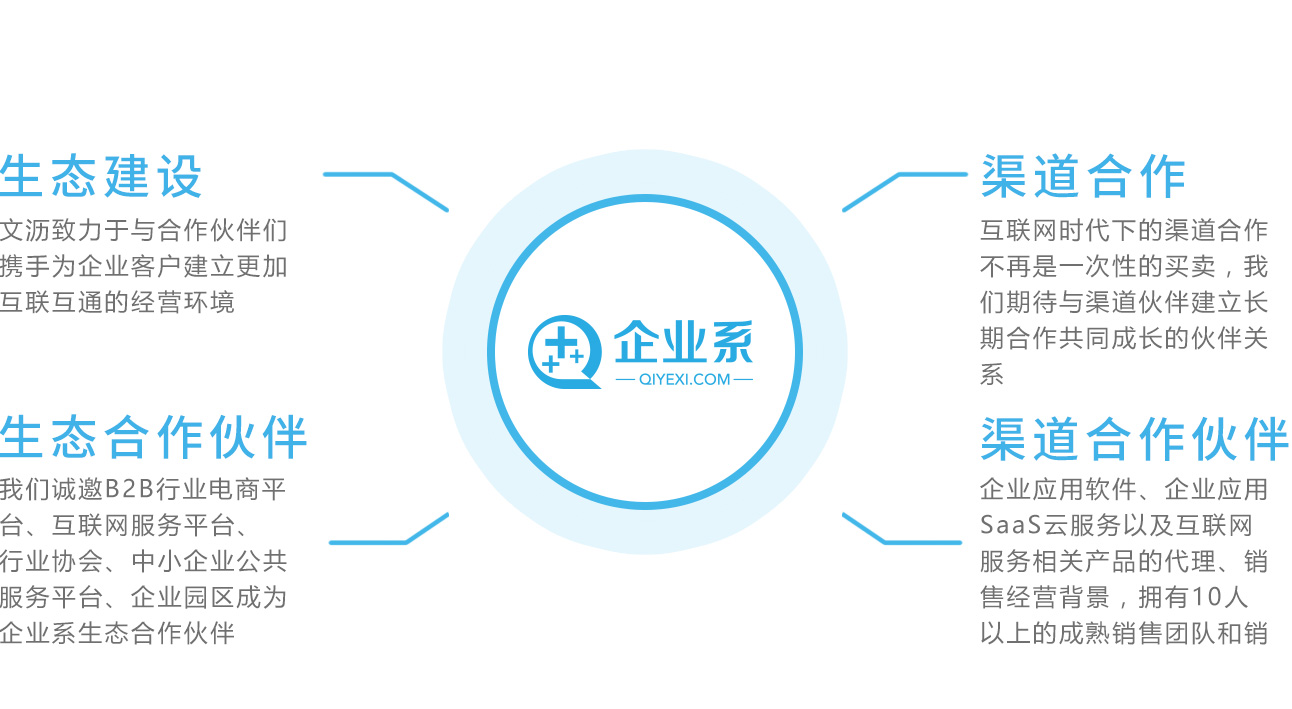 生态建设
文沥致力于与合作伙伴们
携手为企业客户建立更加
互联互通的经营环境
生态合作伙伴
我们诚邀B2B行业电商平
台、互联网服务平台、
行业协会、中小企业公共
服务平台、企业园区成为
企业系生态合作伙伴
企业系
QIYEXI.COM
渠道合作
互联网时代下的渠道合作
不再是一次性的买卖，我
们期待与渠道伙伴建立长
期合作共同成长的伙伴关
系
渠道合作伙伴
企业应用软件、企业应用
SaaS云服务以及互联网
服务相关产品的代理、销
售经营背景，拥有10人
以上的成熟销售团队和销